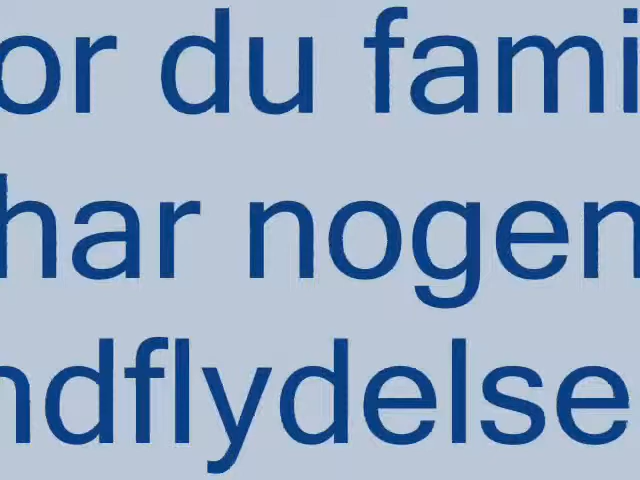 or du fami
har nogen
ndflydelse